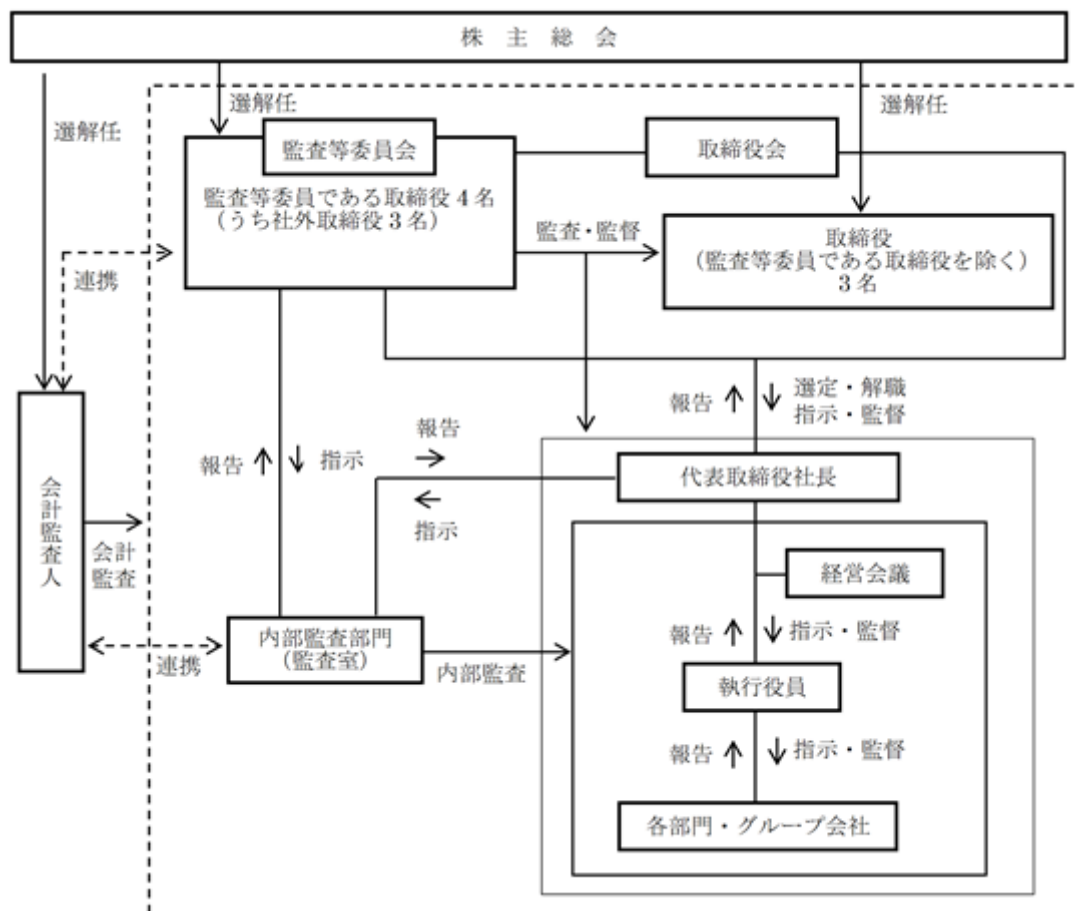 株主総会
選解任
選解任
選解任
監査等委員会
取締役会
監査等委員である取締役4名
（うち社外取締役3名）
監査・監督
取締役
（監査等委員である取締役を除く）
3名
連携
報告
選定・解職
指示・監督
報告
指示
報告
指示
代表取締役社長
会計監査人
会計
監査
経営会議
報告
指示・監督
内部監査部門
（監査室）
連携
内部監査
執行役員
報告
指示・監督
各部門・グループ会社